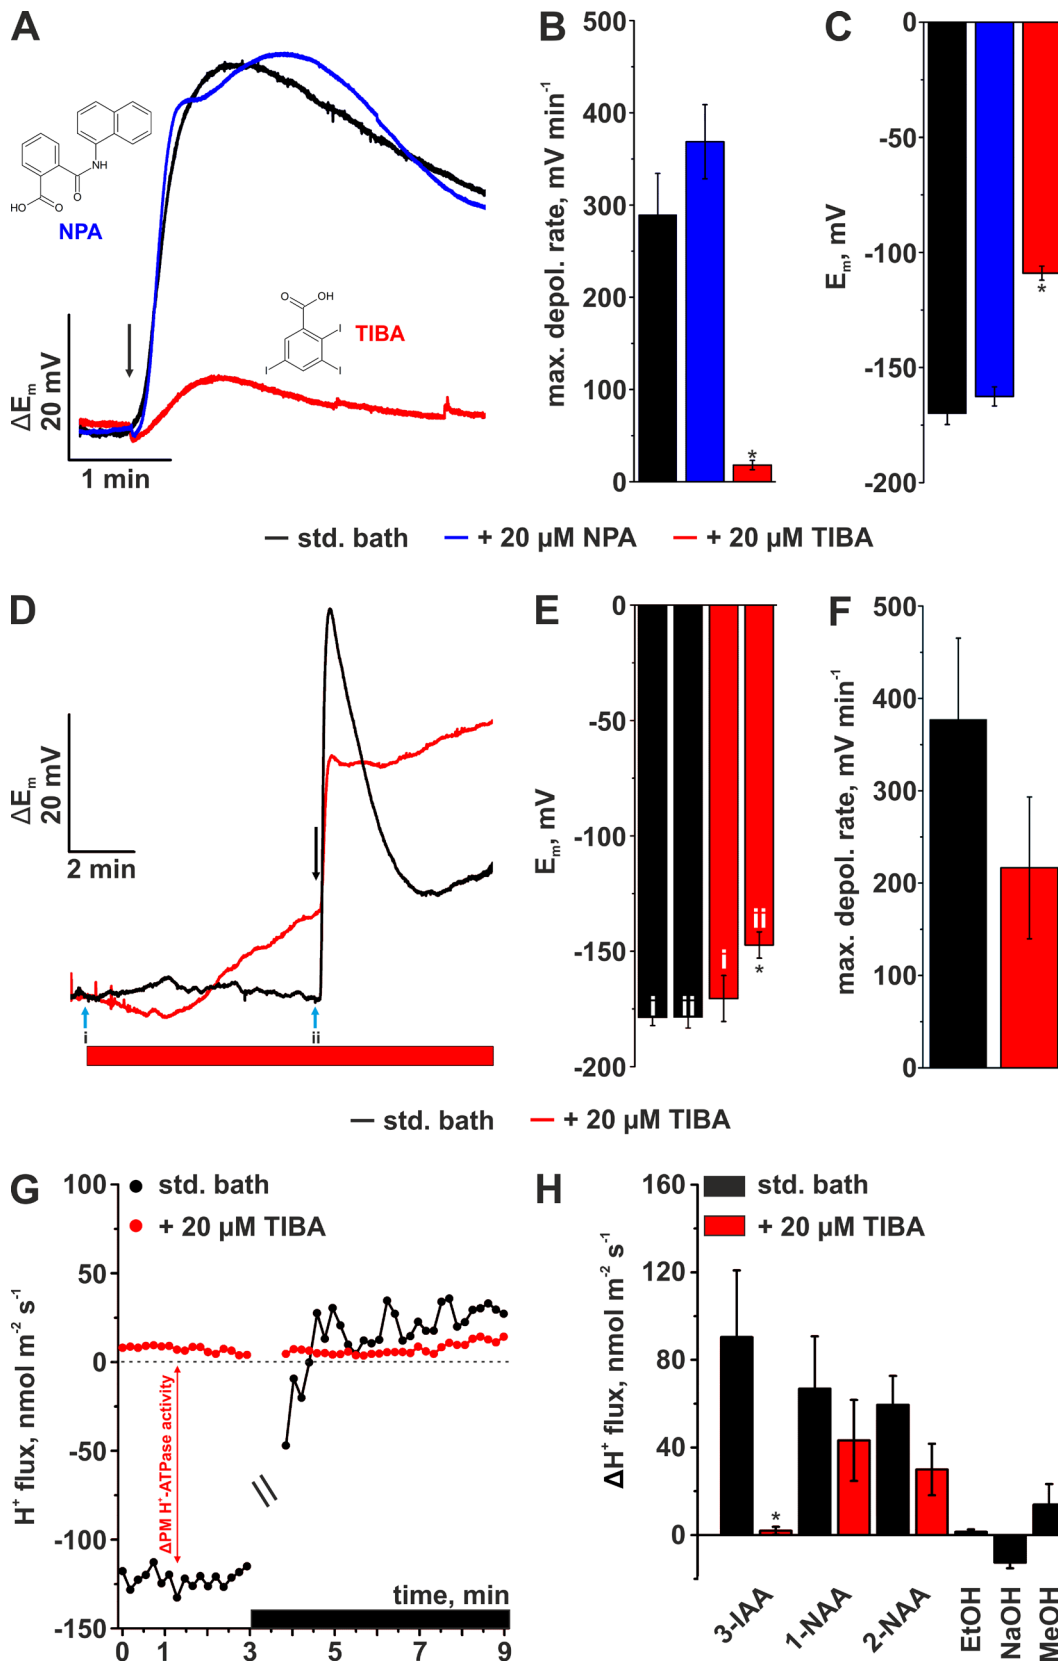 A
B
C
NPA
NH
O
HO
O
TIBA
O
OH
I
I
I
ΔEm
20 mV
1 min
max. depol. rate, mV min-1
500
400
300
200
100
0
*
Em, mV
0
-50
-100
-150
-200
*
std. bath
+ 20 µM NPA
+ 20 µM TIBA
D
E
F
ΔEm
20 mV
2 min
i
ii
Em, mV
0
-50
-100
-150
-200
i
ii
i
ii
*
max. depol. rate, mV min-1
500
400
300
200
100
0
std. bath
+ 20 µM TIBA
G
H
std. bath
+ 20 µM TIBA
H+ flux, nmol m-2 s-1
100
50
0
-50
-100
-150
ΔPM H+-ATPase activity
time, min
0
1
3
5
7
9
std. bath
+ 20 µM TIBA
ΔH+ flux, nmol m-2 s-1
160
120
80
40
0
*
3-IAA
1-NAA
2-NAA
EtOH
NaOH
MeOH